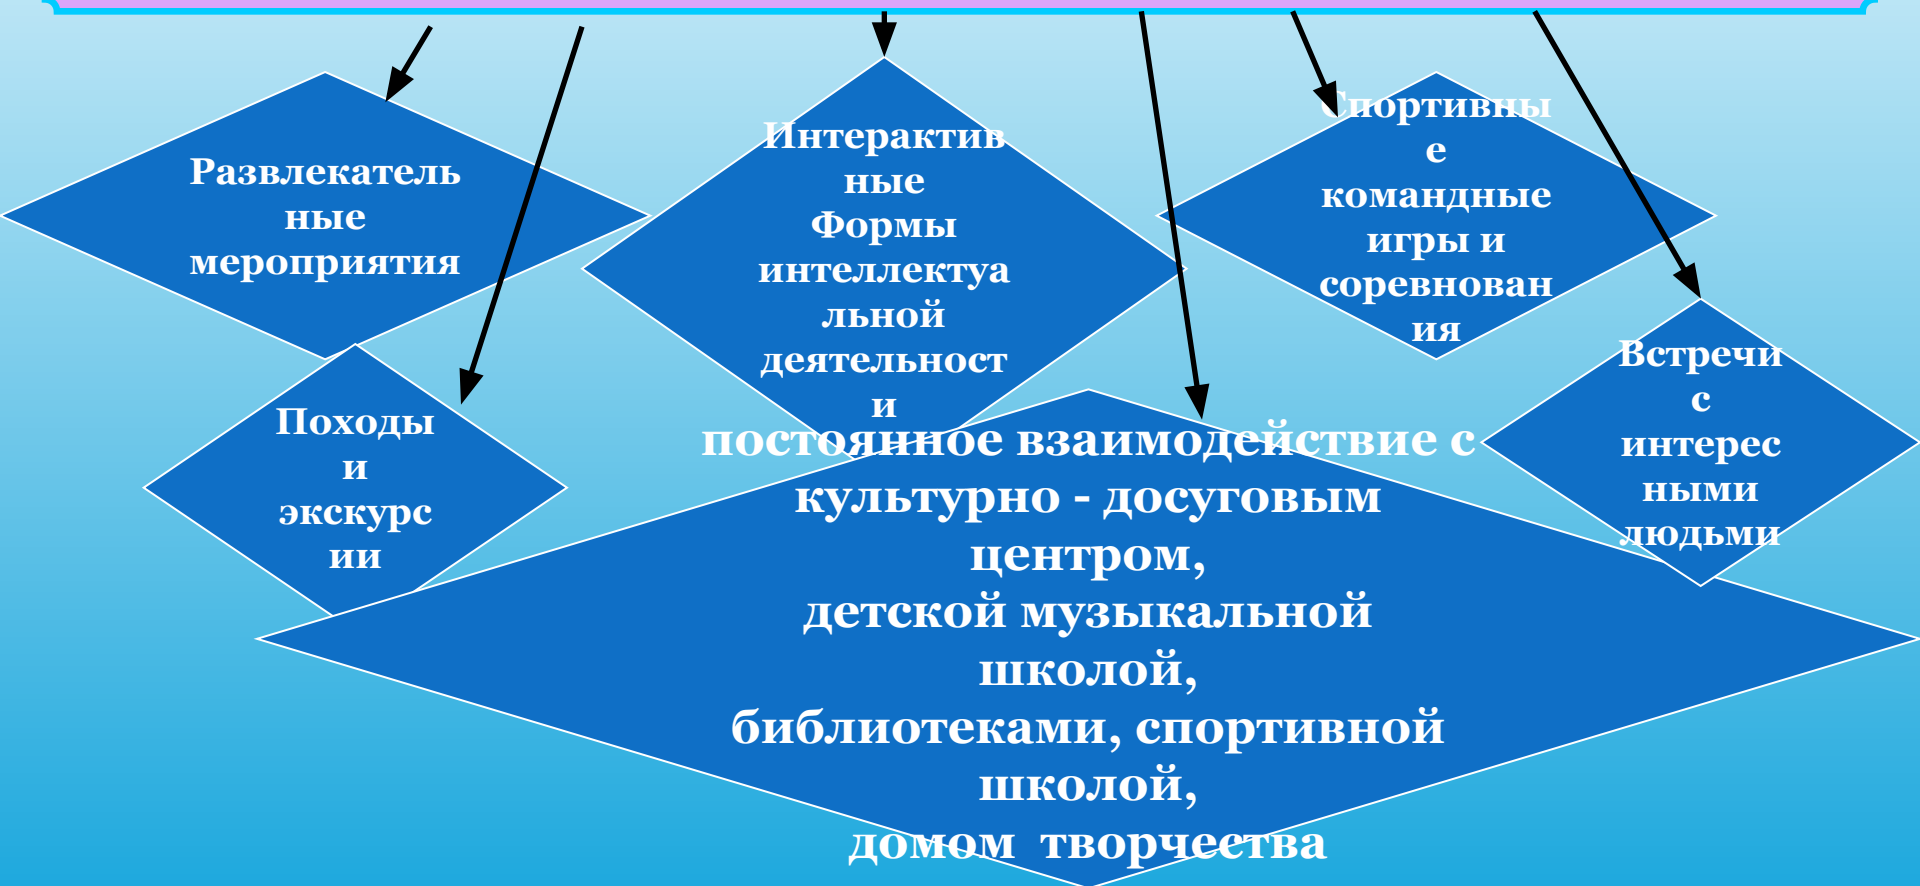 Развлекатель
ные
мероприятия
Походы
и
экскурс
ии
Интерактив
ные
Формы
интеллектуа
льной
деятельност
и
постоянное взаимодействие с
культурно - досуговым
центром,
детской музыкальной
школой,
библиотеками, спортивной
школой,
домом творчества
Спортивны
е
командные
игры и
соревнован
ия
Встречи
с
интерес
ными
людьми